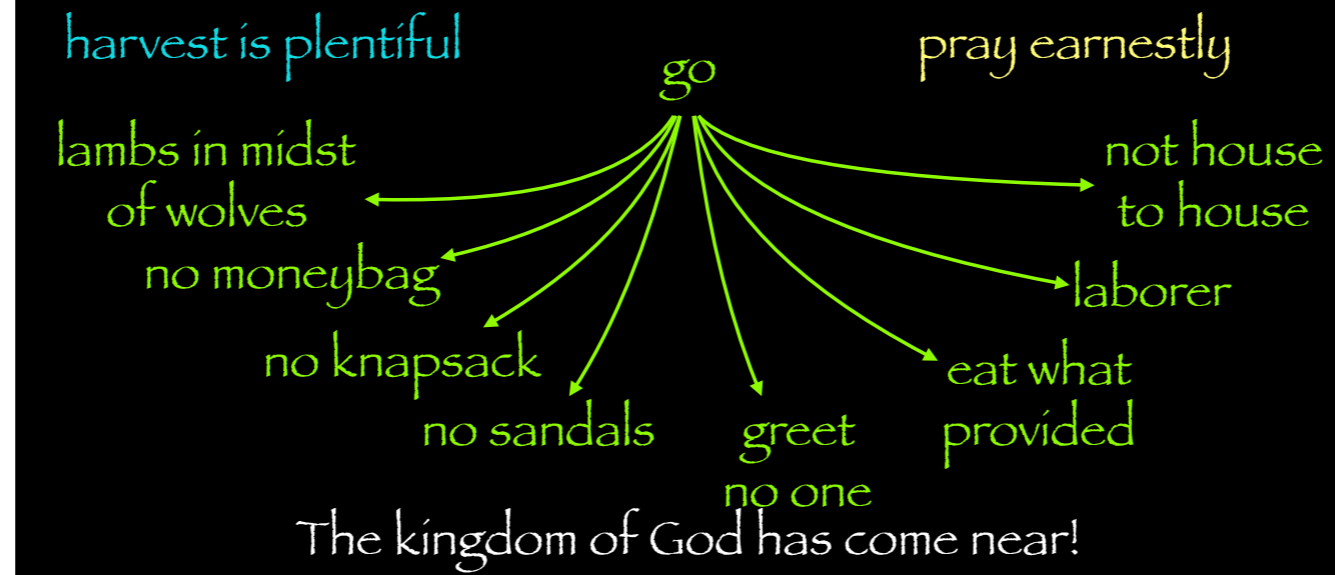 harvest is plentiful
go
pray earnestly
lambs in midst
of wolves
no moneybag
no knapsack
no sandals
greet
no one
eat what
provided
laborer
not house
to house
The kingdom of God has come near!